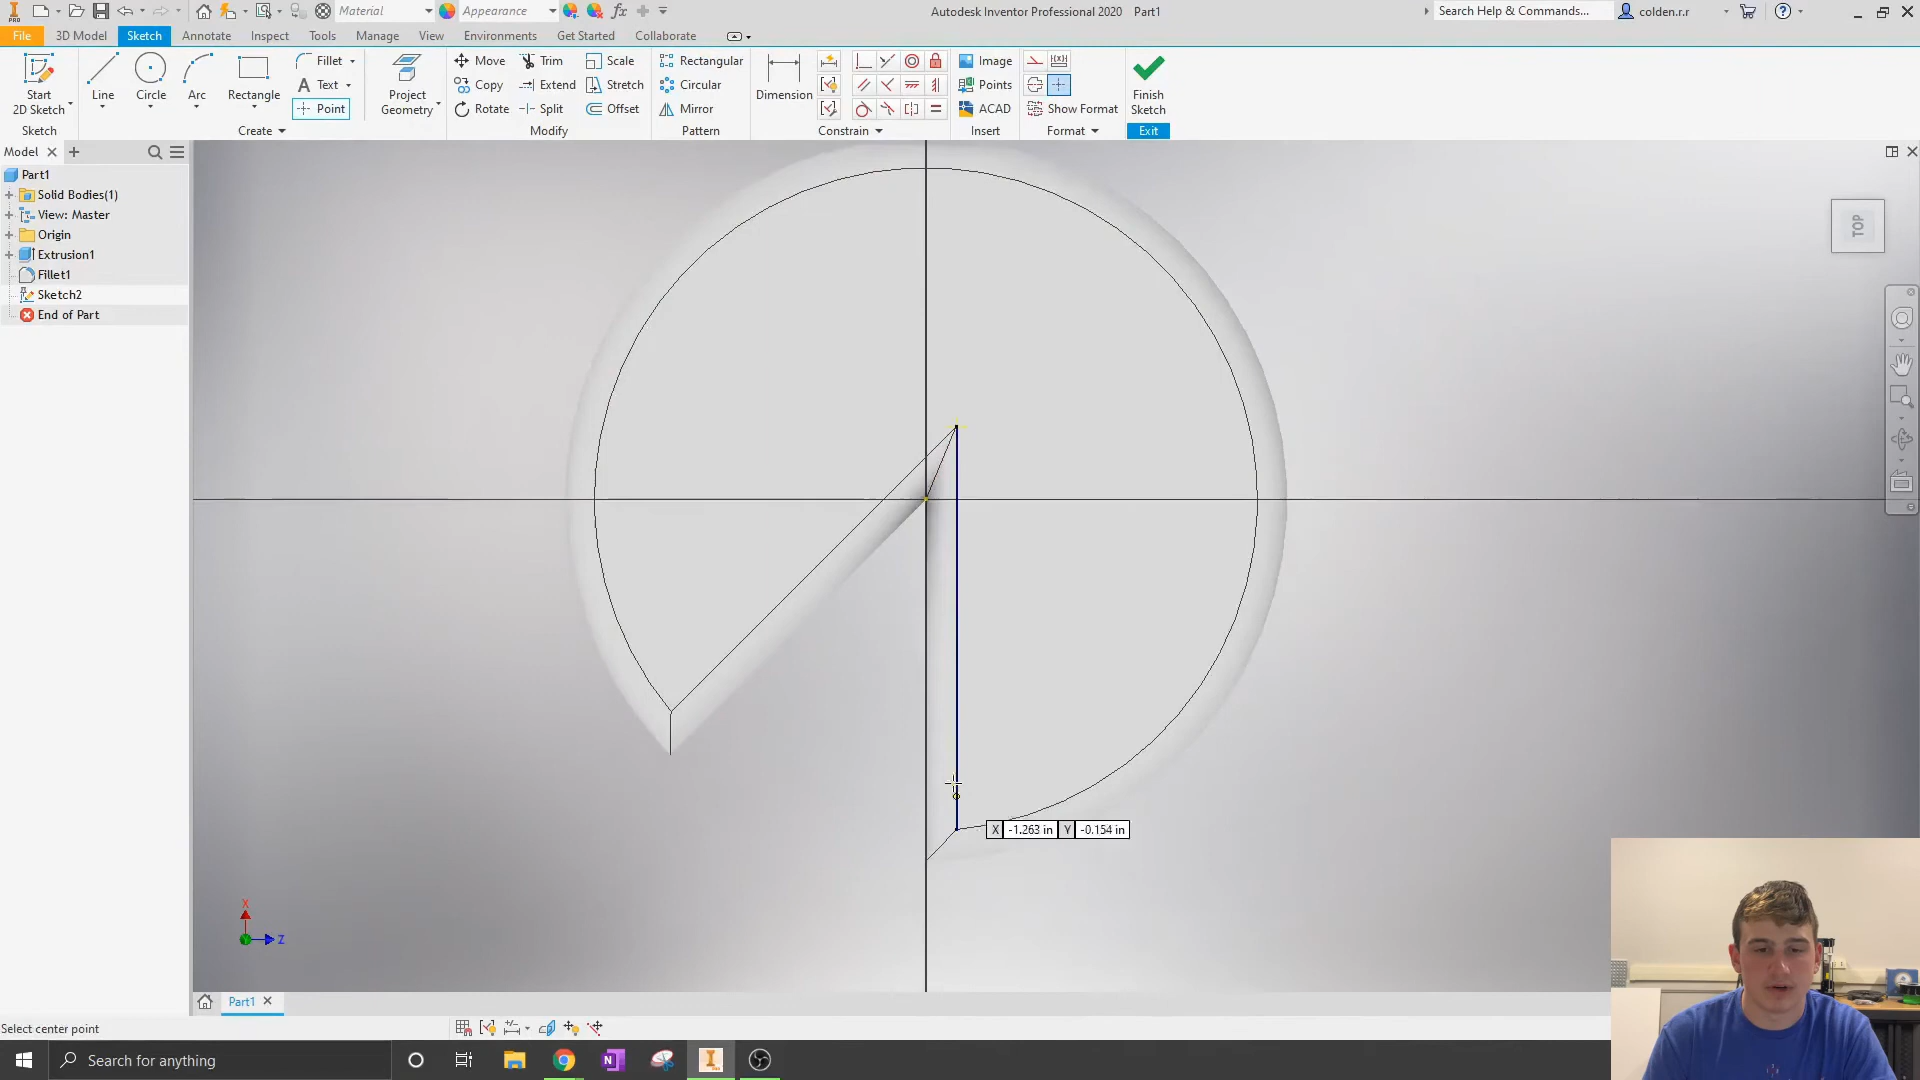 PRO
Material
Appearance
Autodesk Inventor Professional 2020 Part1
Search Help & Commands...
colden.r.r
File 3D Model Sketch Annotate Inspect Tools Manage View Environments Get Started Collaborate
Start 2D Sketch
Line
Circle
Arc
Rectangle
Fillet
Text
Point
Project Geometry
Move
Copy
Rotate
Trim
Extend
Split
Scale
Stretch
Offset
Rectangular
Circular
Mirror
Dimension
Image
Points
ACAD
Show Format
Finish Sketch
Sketch
Create
Modify
Pattern
Constrain
Insert
Format
Exit
Model
Part1
Solid Bodies(1)
View: Master
Origin
Extrusion1
Fillet1
Sketch2
End of Part
TOP
X -1.263 in Y -0.154 in
X
Z
Part1
Select center point
Search for anything